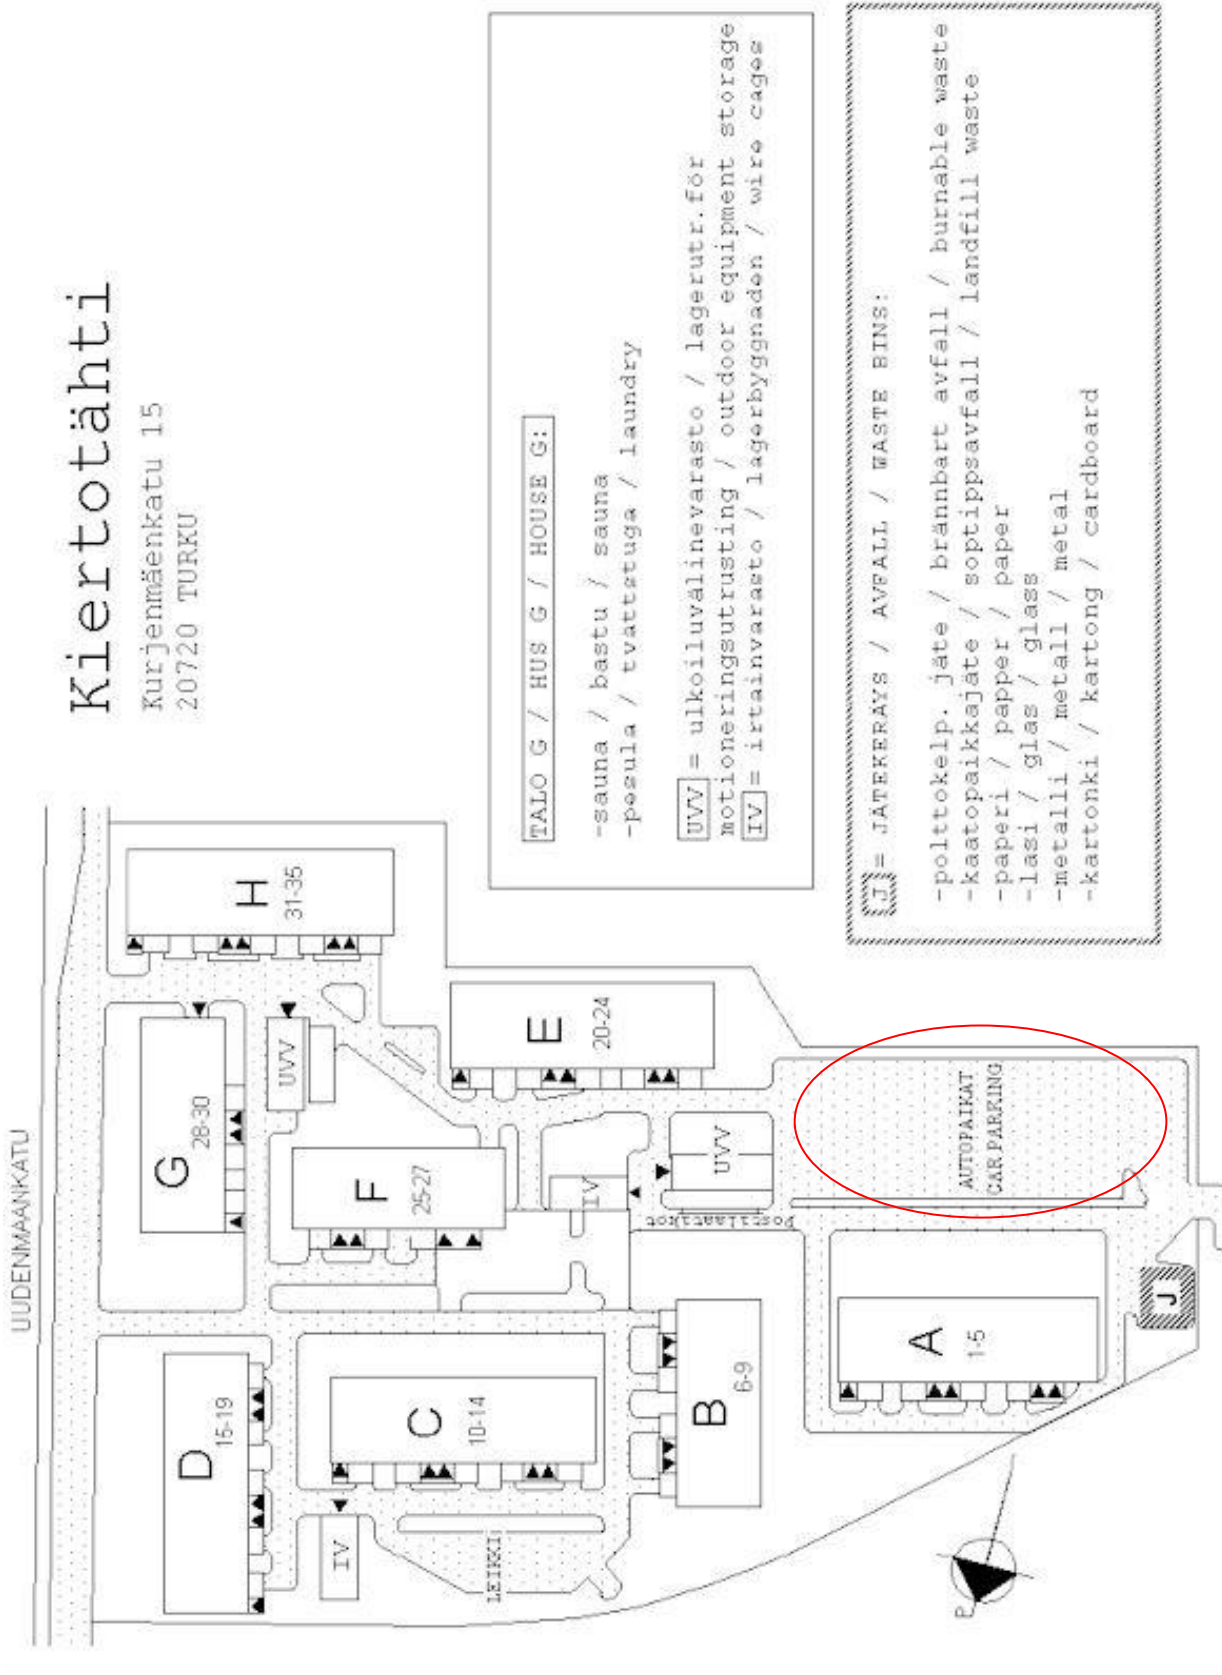 Kiertotähti
Kurjenmäenkatu 15
20720 TURKU
UUDENMAANKATU
TALO G / HUS G / HOUSE G:
-sauna / bastu / sauna
-pesula / tvättstuga / laundry
UVV = ulkoiluvälinevarasto / lagerutr.för
motioneringsutrusting / outdoor equipment storage
IV = irtainvarasto / lagerbyggnaden / wire cages
J = JÄTEKERÄYS / AVFALL / WASTE BINS:
-polttokelp. jäte / brännbart avfall / burnable waste
-kaatopaikkajäte / soptippsavfall / landfill waste
-paperi / papper / paper
-lasi / glas / glass
-metalli / metall / metal
-kartonki / kartong / cardboard
H
31-35
G
28-30
UVV
E
20-24
F
25-27
IV
UVV
Postilaatikot
AUTOPAIKAT
CAR PARKING
D
15-19
C
10-14
B
6-9
A
1-5
J
IV
LEIKKI
P